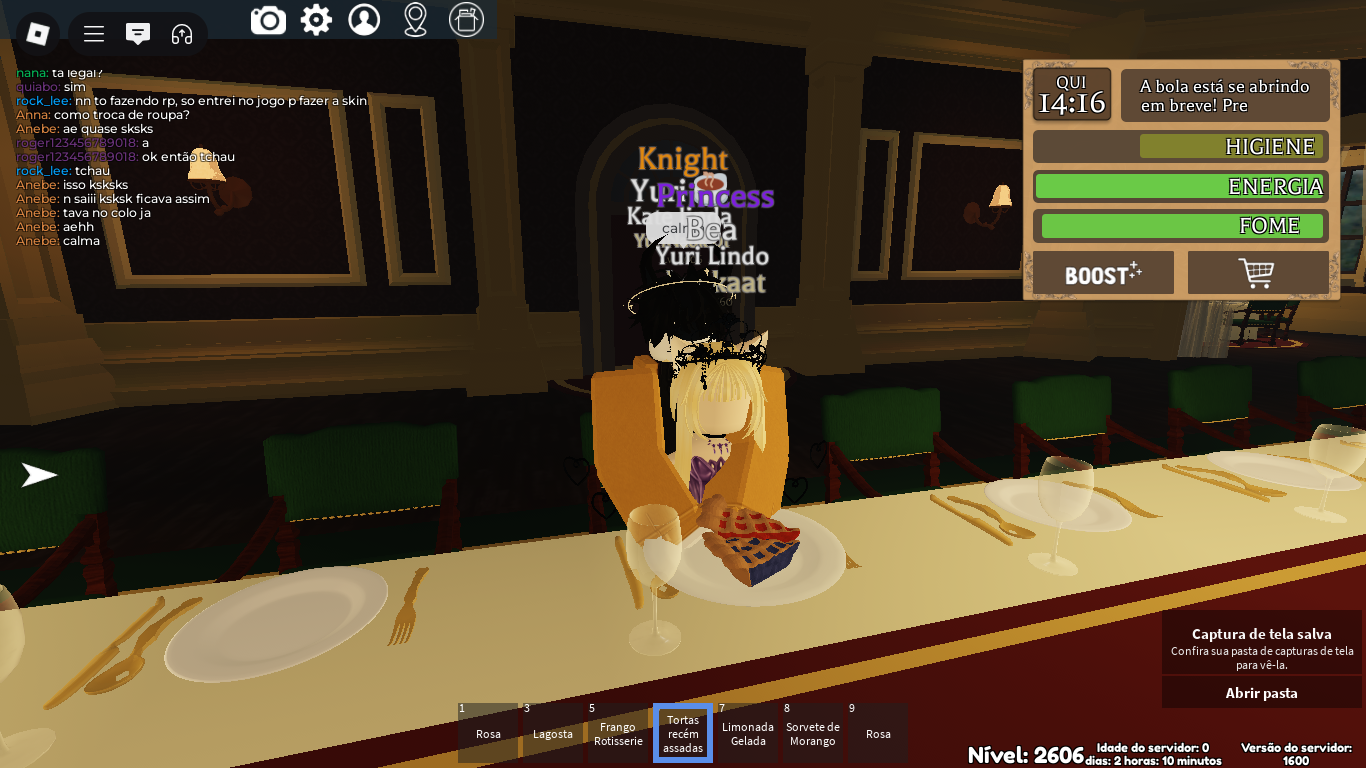 nana: ta legal?
quiabo: sim
rock_lee: nn to fazendo rp, so entrei no jogo p fazer a skin
Anna: como troca de roupa?
Anebe: ae quase sksks
roger123456789018: a
roger123456789018: ok então tchau
rock_lee: tchau
Anebe: isso ksksks
Anebe: n saiii ksksk ficava assim
Anebe: tava no colo ja
Anebe: aehh
Anebe: calma
Knight
Yuri
Princess
Bea
Yuri Lindo
kaat
QUI
14:16
A bola está se abrindo
em breve! Pre
HIGIENE
ENERGIA
FOME
BOOST
Captura de tela salva
Confira sua pasta de capturas de tela
para vê-la.
Abrir pasta
1
Rosa
3
Lagosta
5
Frango
Rotisserie
Tortas
recém
assadas
7
Limonada
Gelada
8
Sorvete de
Morango
9
Rosa
Nível: 2606
Idade do servidor: 0
dias: 2 horas: 10 minutos
Versão do servidor:
1600